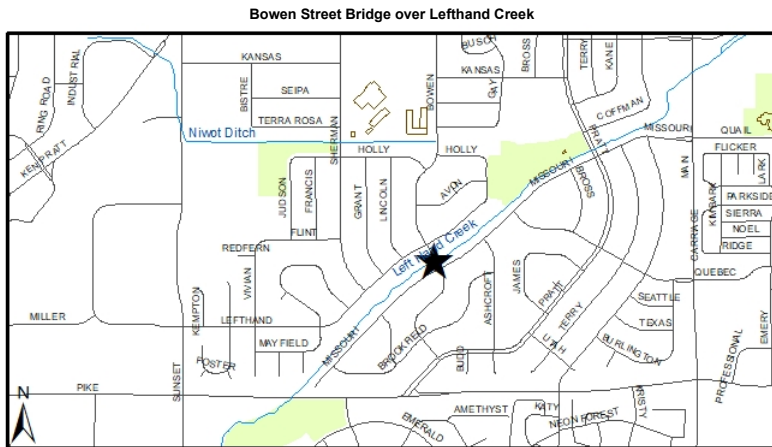 Bowen Street Bridge over Lefthand Creek
BUSCH
BROSS
TERRY
KANE
KANSAS
KANSAS
RING ROAD
INDUSTRIAL
BISTRE
SEIPA
BOWEN
GAY
COFFMAN
TERRA ROSA
Niwot Ditch
SHERMAN
PRATT
MISSOURI
QUAIL
KEN PRATT
HOLLY
HOLLY
FLICKER
MAIN
LARK
MISSOURI
BROSS
JUDSON
FRANCIS
GRANT
LINCOLN
AVON
PARKSIDE
KIMBARK
SIERRA
CARRIAGE
NOEL
FLINT
RIDGE
REDFERN
Left Hand Creek
QUEBEC
VIVIAN
JAMES
ASHCROFT
PRATT
SEATTLE
MILLER
KEMPTON
LEFTHAND
TERRY
TEXAS
EMERY
MISSOURI
MAYFIELD
BROOKFIELD
UTAH
BURLINGTON
PROFESSIONAL
FOSTER
BUDD
SUNSET
N
PIKE
AMETHYST
KATY
KRISTY
NEON FOREST
EMERALD